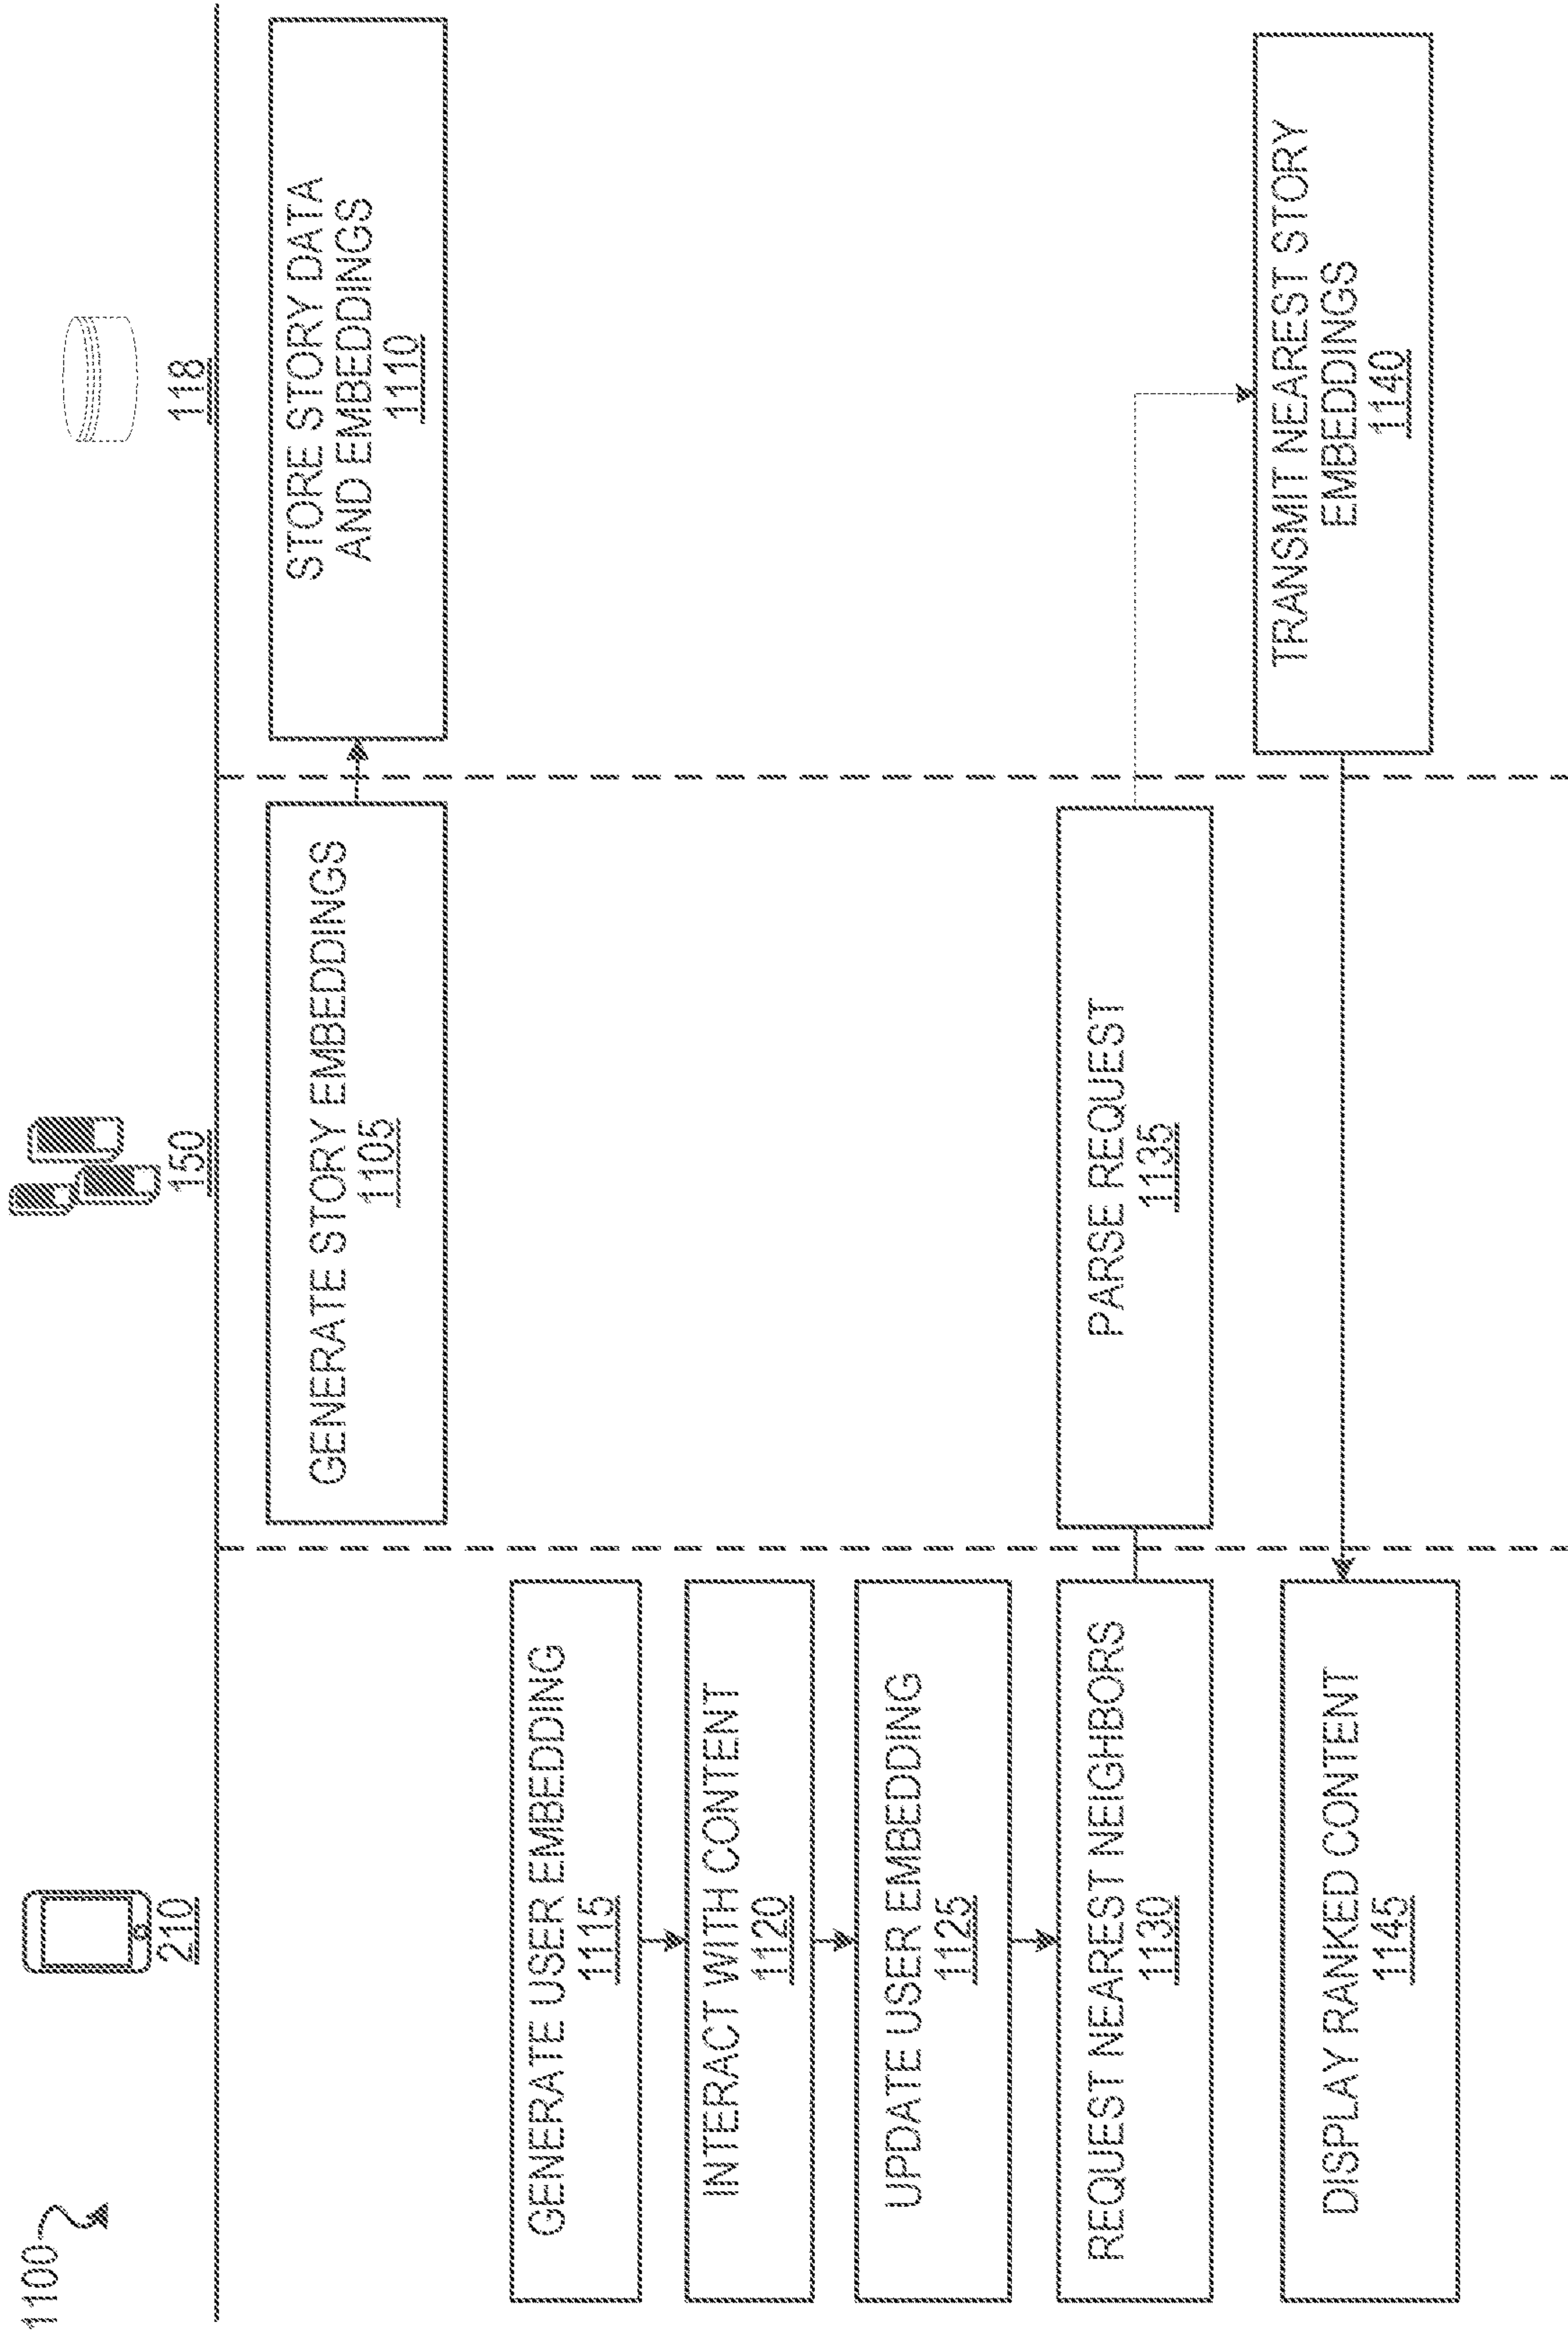 1100
210
150
118
GENERATE STORY EMBEDDINGS
1105
STORE STORY DATA
AND EMBEDDINGS
1110
GENERATE USER EMBEDDING
1115
INTERACT WITH CONTENT
1120
UPDATE USER EMBEDDING
1125
REQUEST NEAREST NEIGHBORS
1130
PARSE REQUEST
1135
TRANSMIT NEAREST STORY
EMBEDDINGS
1140
DISPLAY RANKED CONTENT
1145